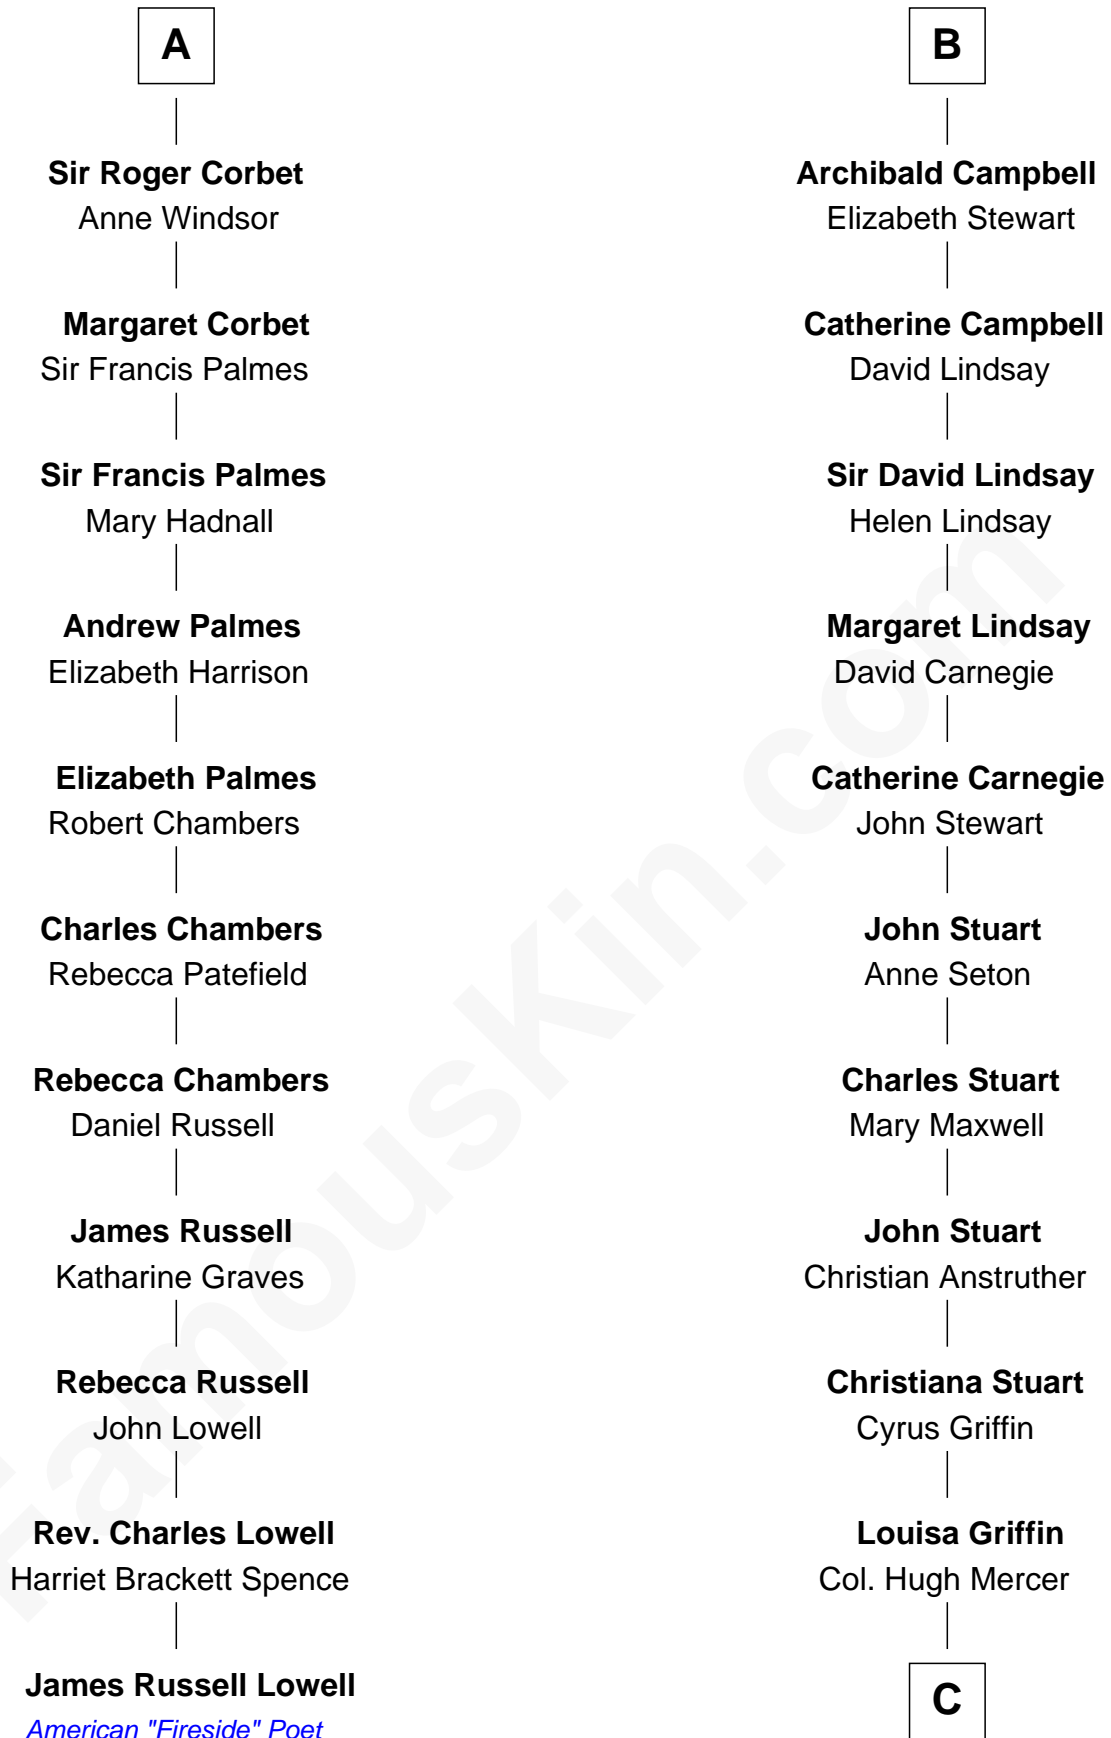 A
Sir Roger Corbet
Anne Windsor
Margaret Corbet
Sir Francis Palmes
Sir Francis Palmes
Mary Hadnall
Andrew Palmes
Elizabeth Harrison
Elizabeth Palmes
Robert Chambers
Charles Chambers
Rebecca Patefield
Rebecca Chambers
Daniel Russell
James Russell
Katharine Graves
Rebecca Russell
John Lowell
Rev. Charles Lowell
Harriet Brackett Spence
James Russell Lowell
American "Fireside" Poet
B
Archibald Campbell
Elizabeth Stewart
Catherine Campbell
David Lindsay
Sir David Lindsay
Helen Lindsay
Margaret Lindsay
David Carnegie
Catherine Carnegie
John Stewart
John Stuart
Anne Seton
Charles Stuart
Mary Maxwell
John Stuart
Christian Anstruther
Christiana Stuart
Cyrus Griffin
Louisa Griffin
Col. Hugh Mercer
C
FamousKin.com